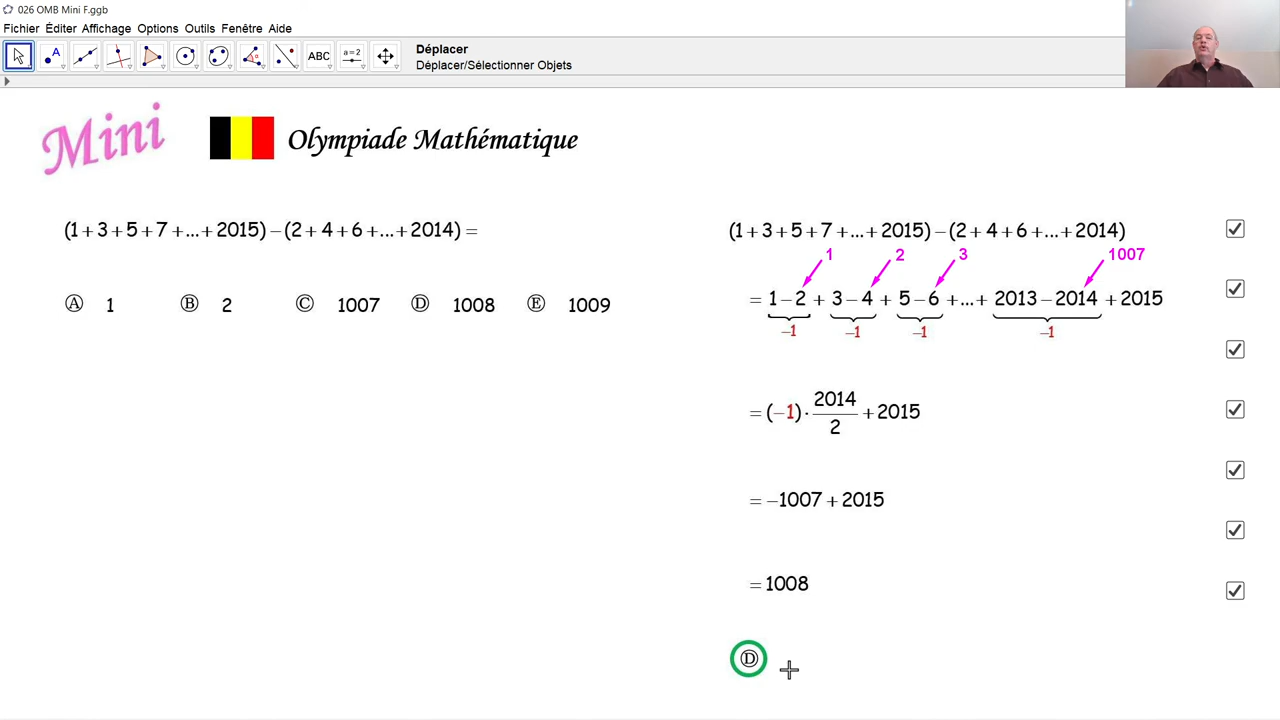 026 OMB Mini F.ggb
Fichier Éditer Affichage Options Outils Fenêtre Aide
A ABC a=2 Déplacer
Déplacer/Sélectionner Objets
Mini Olympiade Mathématique
(1+3+5+7+...+2015)−(2+4+6+...+2014)=
Ⓐ 1 Ⓑ 2 Ⓒ 1007 Ⓓ 1008 Ⓔ 1009
(1+3+5+7+...+2015)−(2+4+6+...+2014)
1 2 3 1007
= 1−2 + 3−4 + 5−6 +...+ 2013−2014 +2015
−1 −1 −1 −1
=(−1)·2014/2+2015
=−1007+2015
=1008
Ⓓ